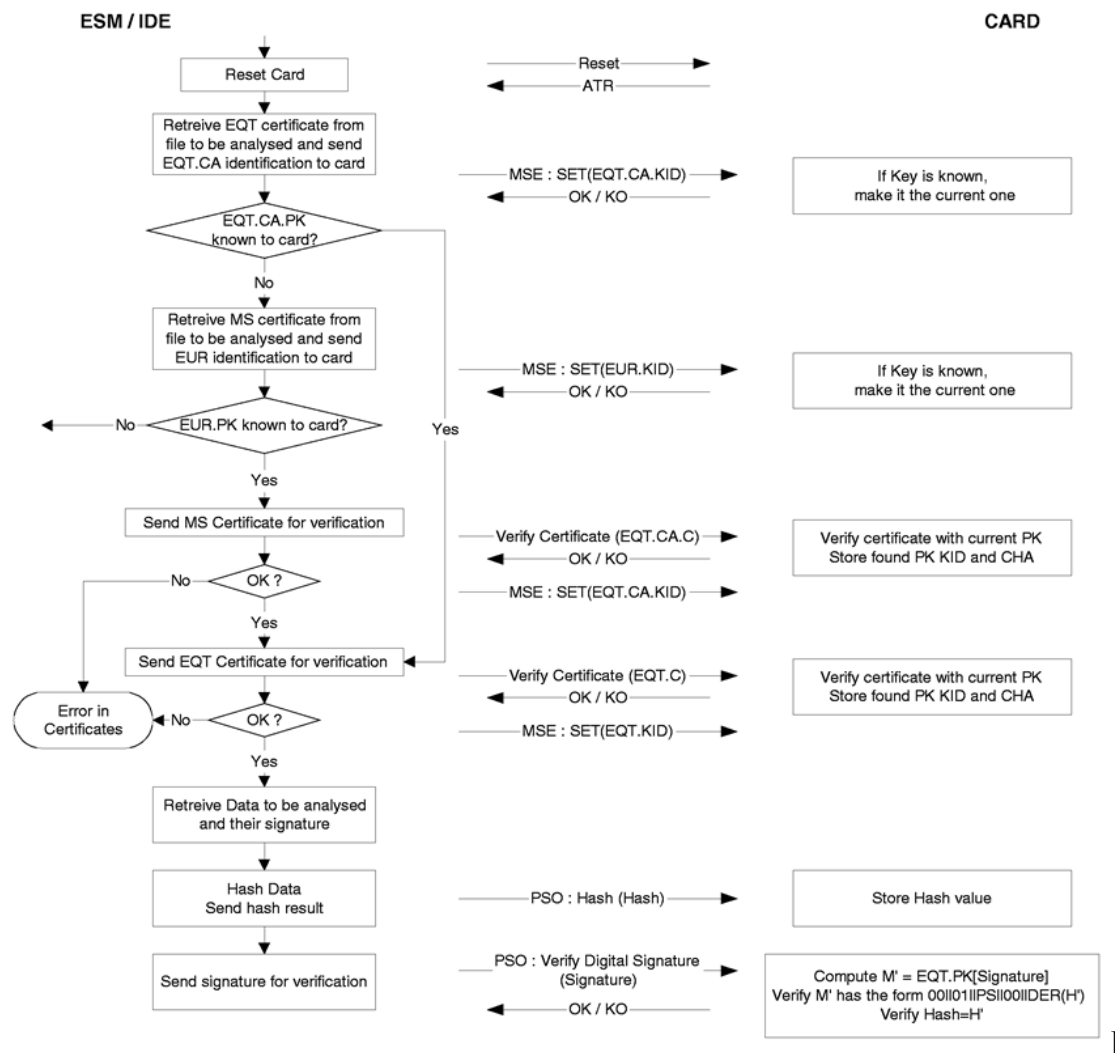 ESM / IDE
CARD
Reset Card
Reset
ATR
Retreive EQT certificate from
file to be analysed and send
EQT.CA identification to card
MSE : SET(EQT.CA.KID)
OK / KO
If Key is known,
make it the current one
EQT.CA.PK
known to card?
No
Yes
Retreive MS certificate from
file to be analysed and send
EUR identification to card
MSE : SET(EUR.KID)
OK / KO
If Key is known,
make it the current one
No
EUR.PK known to card?
Yes
Send MS Certificate for verification
Verify Certificate (EQT.CA.C)
OK / KO
MSE : SET(EQT.CA.KID)
Verify certificate with current PK
Store found PK KID and CHA
No
OK ?
Yes
Send EQT Certificate for verification
Verify Certificate (EQT.C)
OK / KO
MSE : SET(EQT.KID)
Verify certificate with current PK
Store found PK KID and CHA
Error in
Certificates
No
OK ?
Yes
Retreive Data to be analysed
and their signature
Hash Data
Send hash result
PSO : Hash (Hash)
Store Hash value
Send signature for verification
PSO : Verify Digital Signature
(Signature)
OK / KO
Compute M' = EQT.PK[Signature]
Verify M' has the form 00||01||PS||00||DER(H')
Verify Hash=H'
]